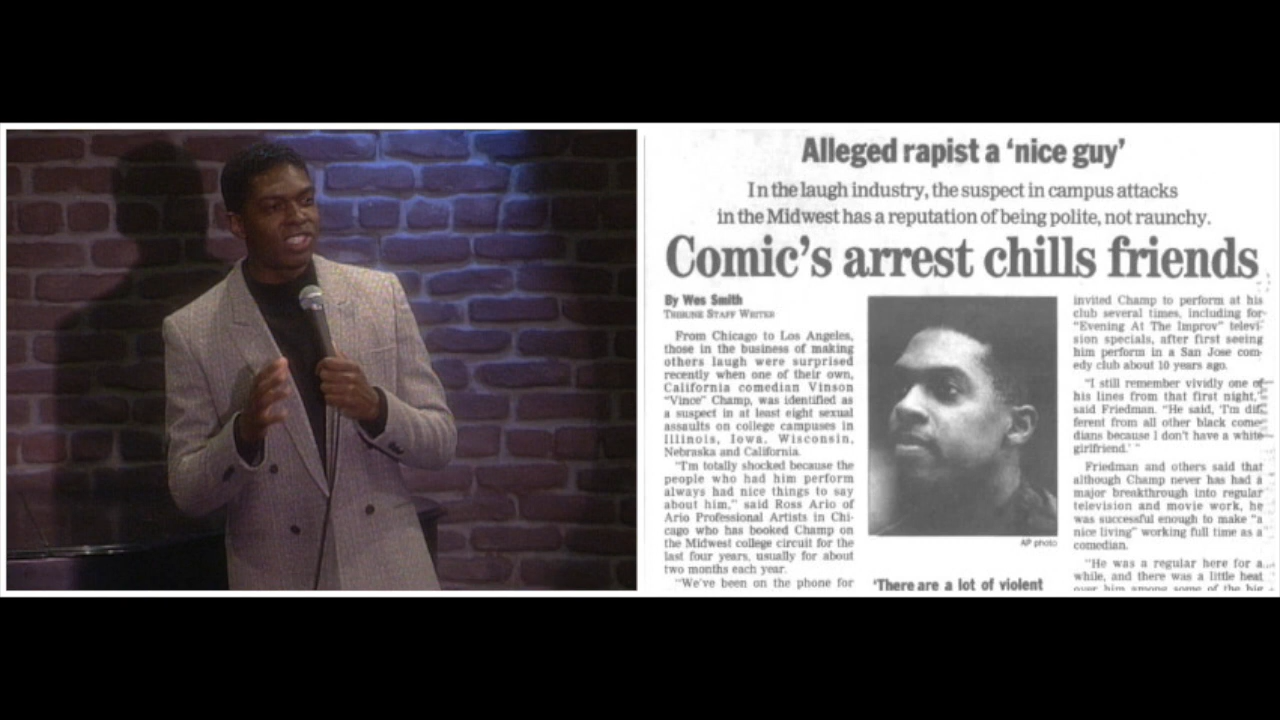 Alleged rapist a ‘nice guy’
In the laugh industry, the suspect in campus attacks
in the Midwest has a reputation of being polite, not raunchy.
Comic’s arrest chills friends
By Wes Smith
TRIBUNE STAFF WRITER
From Chicago to Los Angeles,
those in the business of making
others laugh were surprised
recently when one of their own,
California comedian Vinson
“Vince” Champ, was identified as
a suspect in at least eight sexual
assaults on college campuses in
Illinois, Iowa, Wisconsin,
Nebraska and California.
“I’m totally shocked because the
people who had him perform
always had nice things to say
about him,” said Ross Ario of
Ario Professional Artists in Chi-
cago who has booked Champ on
the Midwest college circuit for the
last four years, usually for about
two months each year.
“We’ve been on the phone for
AP photo
‘There are a lot of violent
invited Champ to perform at his
club several times, including for
“Evening At The Improv” televi-
sion specials, after first seeing
him perform in a San Jose com-
edy club about 10 years ago.
“I still remember vividly one of
his lines from that first night,”
said Friedman. “He said, ‘I’m dif-
ferent from all other black come-
dians because I don’t have a white
girlfriend.’ ”
Friedman and others said that
although Champ never has had a
major breakthrough into regular
television and movie work, he
was successful enough to make “a
nice living” working full time as a
comedian.
“He was a regular here for a
while, and there was a little heat
over him among some of the big